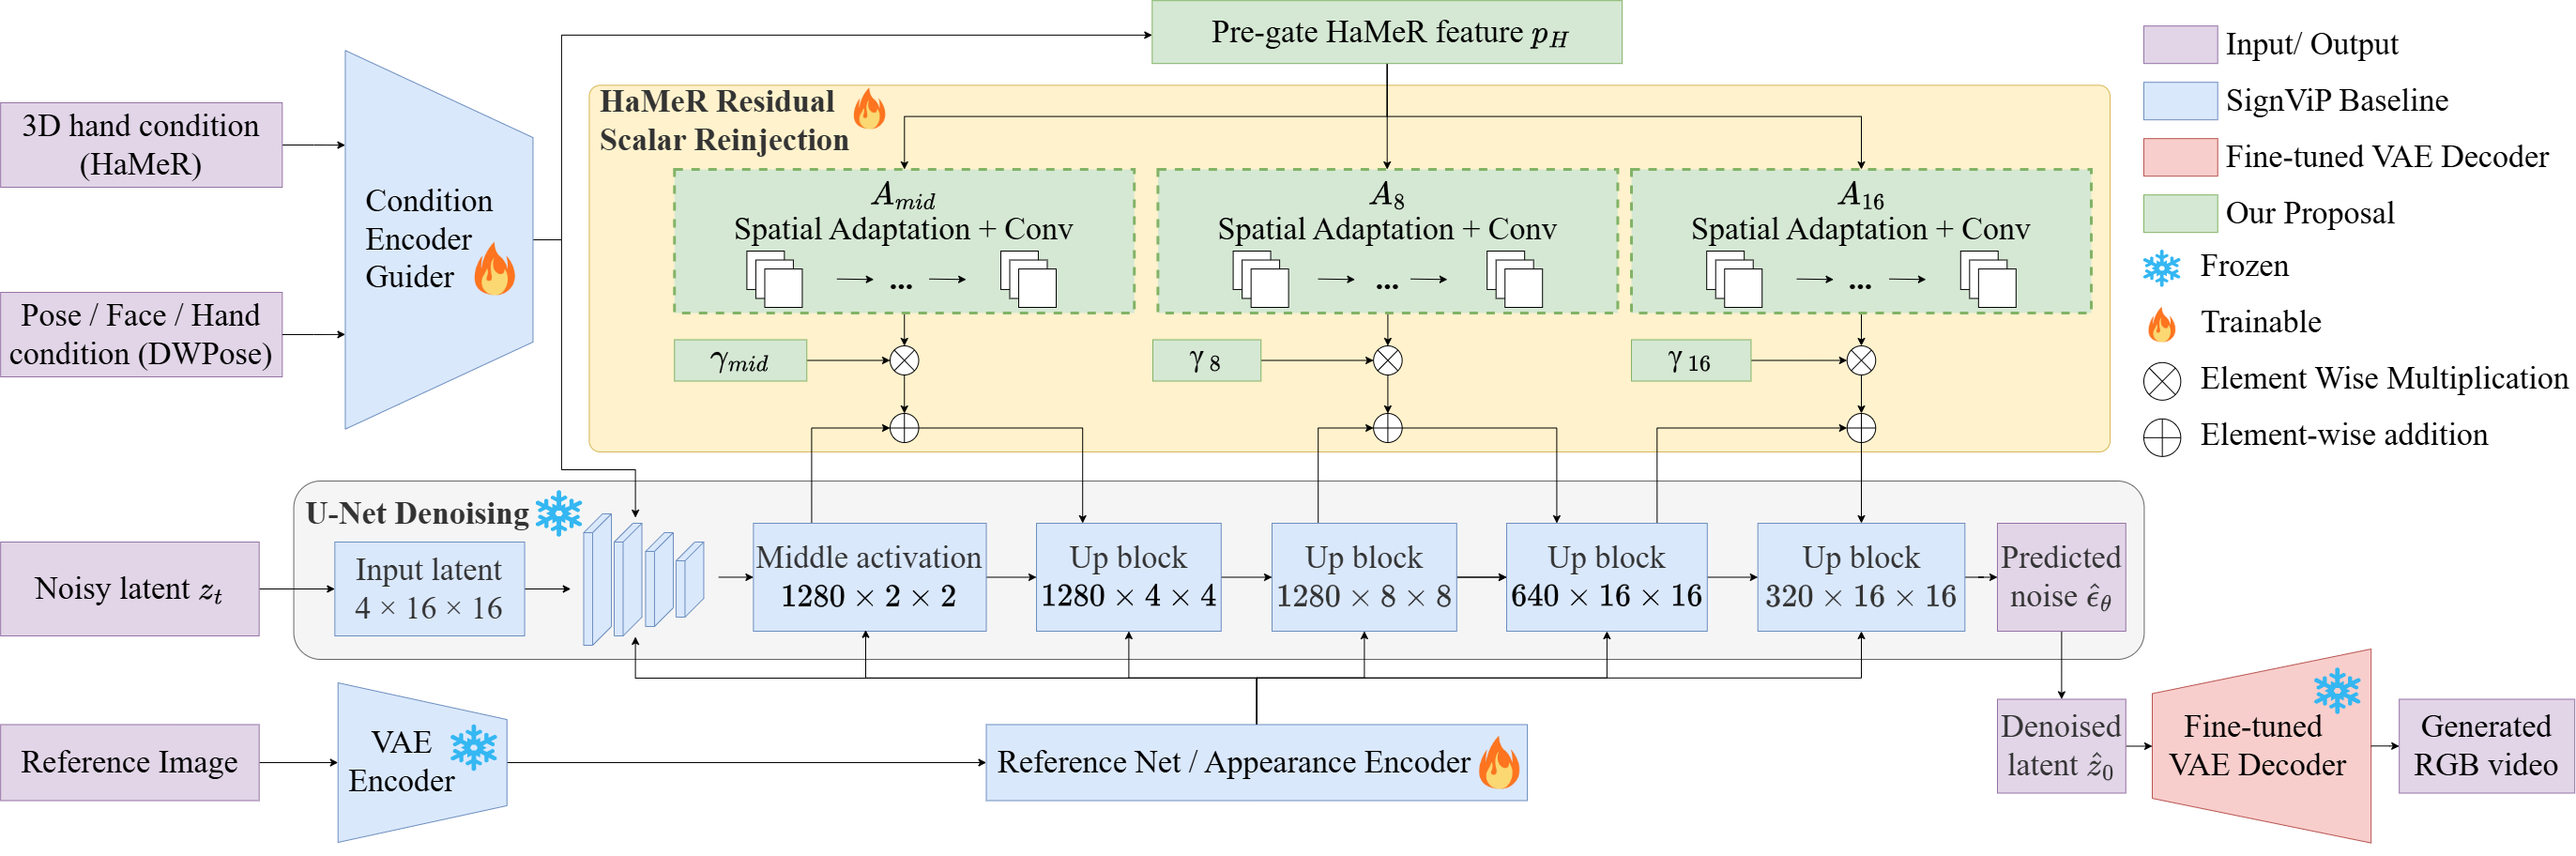 Pre-gate HaMeR feature p_H
Input/ Output
SignViP Baseline
Fine-tuned VAE Decoder
Our Proposal
Frozen
Trainable
Element Wise Multiplication
Element-wise addition
3D hand condition
(HaMeR)
Pose / Face / Hand
condition (DWPose)
Condition
Encoder
Guider
HaMeR Residual
Scalar Reinjection
A_mid
Spatial Adaptation + Conv
...
A_8
Spatial Adaptation + Conv
...
A_16
Spatial Adaptation + Conv
...
γ_mid
γ_8
γ_16
U-Net Denoising
Noisy latent z_t
Input latent
4 × 16 × 16
Middle activation
1280 × 2 × 2
Up block
1280 × 4 × 4
Up block
1280 × 8 × 8
Up block
640 × 16 × 16
Up block
320 × 16 × 16
Predicted
noise ε̂_θ
Reference Image
VAE
Encoder
Reference Net / Appearance Encoder
Denoised
latent ẑ_0
Fine-tuned
VAE Decoder
Generated
RGB video